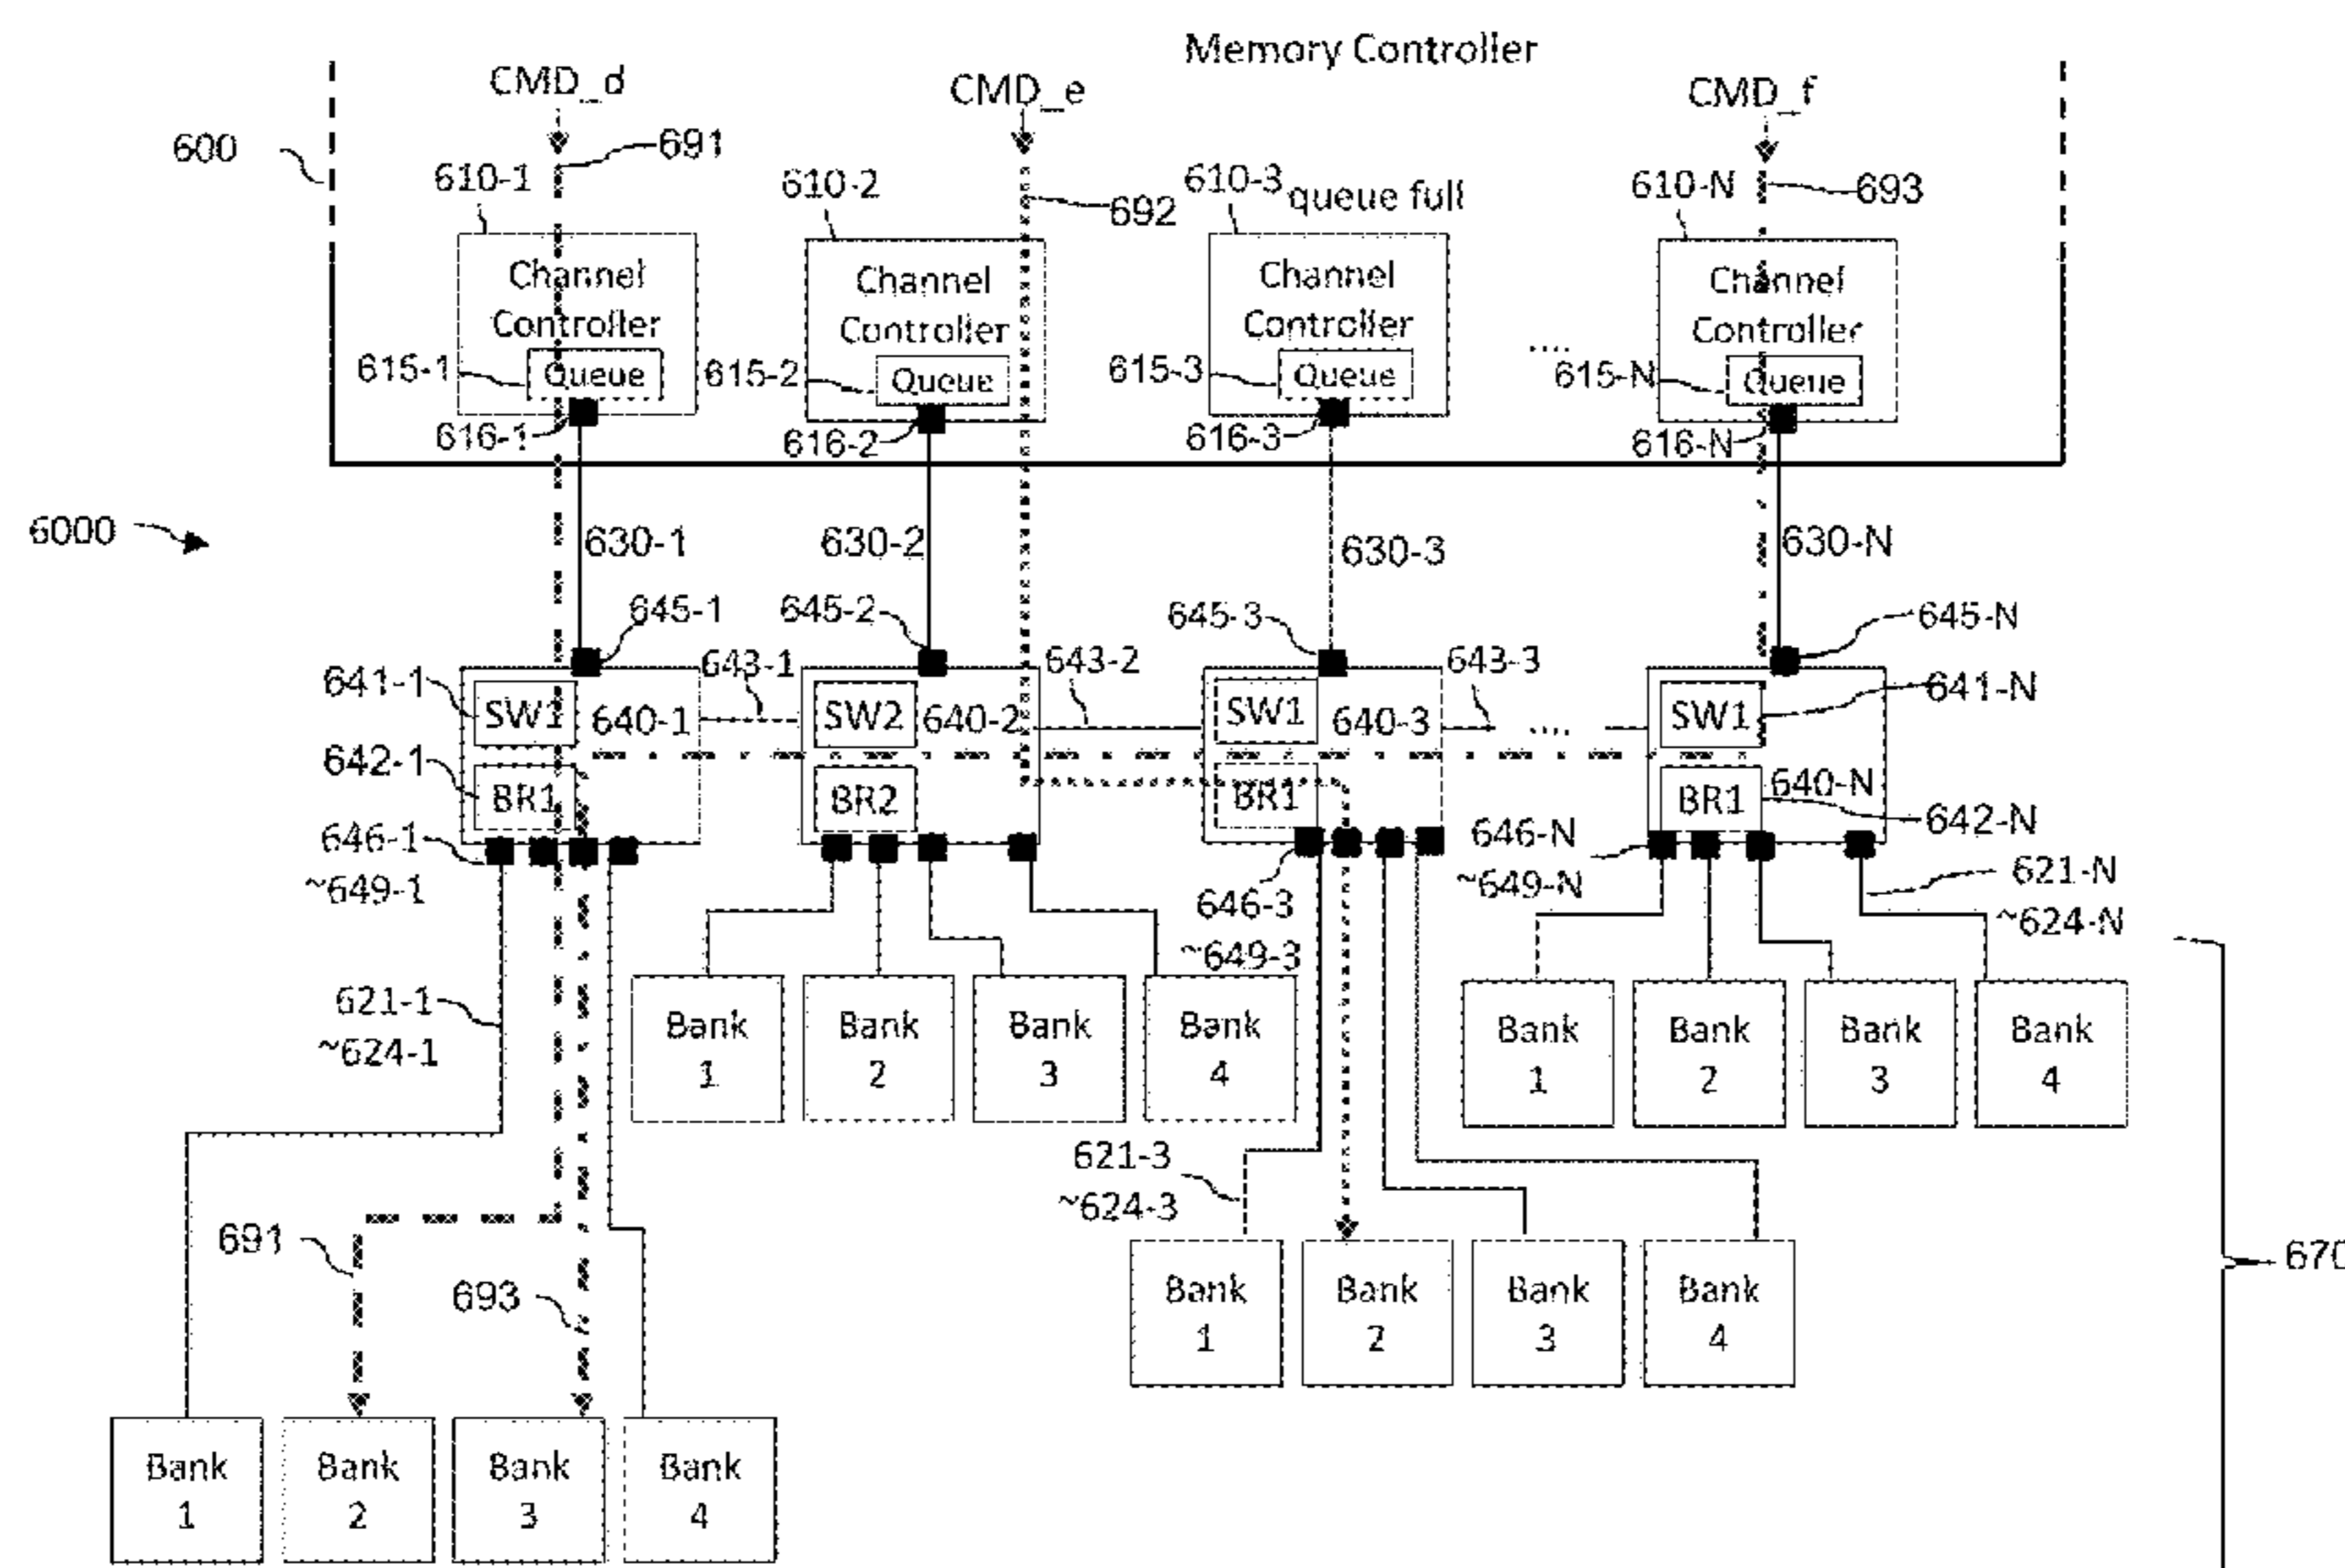 Memory Controller
CMD_d
CMD_e
CMD_f
600
691
610-1
610-2
692
610-3
queue full
610-N
693
Channel
Controller
Queue
Channel
Controller
Queue
Channel
Controller
Queue
....
Channel
Controller
Queue
615-1
615-2
615-3
615-N
616-1
616-2
616-3
616-N
6000
630-1
630-2
630-3
630-N
645-1
645-2
645-3
645-N
641-1
SW1
640-1
643-1
SW2
640-2
643-2
SW1
640-3
643-3
....
SW1
641-N
642-1
BR1
BR2
BR1
BR1
640-N
642-N
646-1
~649-1
646-3
~649-3
646-N
~649-N
621-N
~624-N
621-1
~624-1
Bank
1
Bank
2
Bank
3
Bank
4
Bank
1
Bank
2
Bank
3
Bank
4
621-3
~624-3
691
693
670
Bank
1
Bank
2
Bank
3
Bank
4
Bank
1
Bank
2
Bank
3
Bank
4